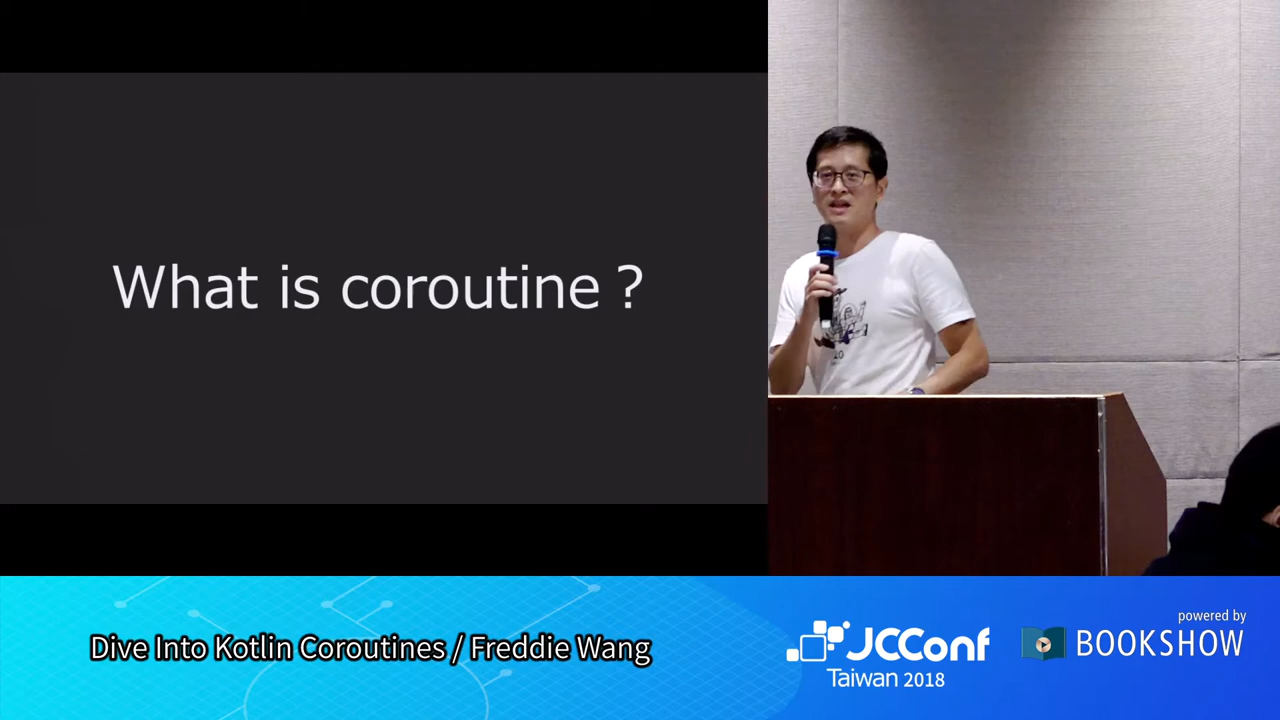 What is coroutine ?
Dive Into Kotlin Coroutines / Freddie Wang
JCConf
Taiwan 2018
powered by
BOOKSHOW